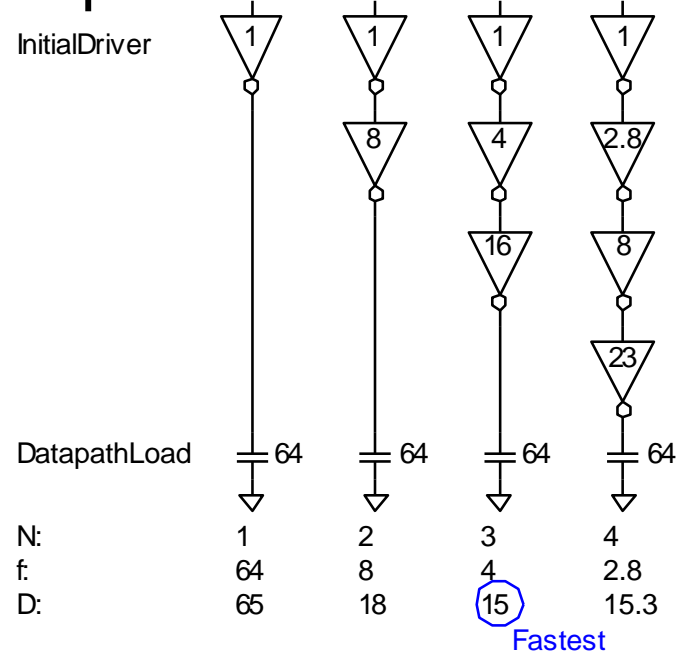 InitialDriver 1 1 1 1
8 4 2.8
16 8
23
DatapathLoad 64 64 64 64
N: 1 2 3 4
f: 64 8 4 2.8
D: 65 18 15 15.3
Fastest